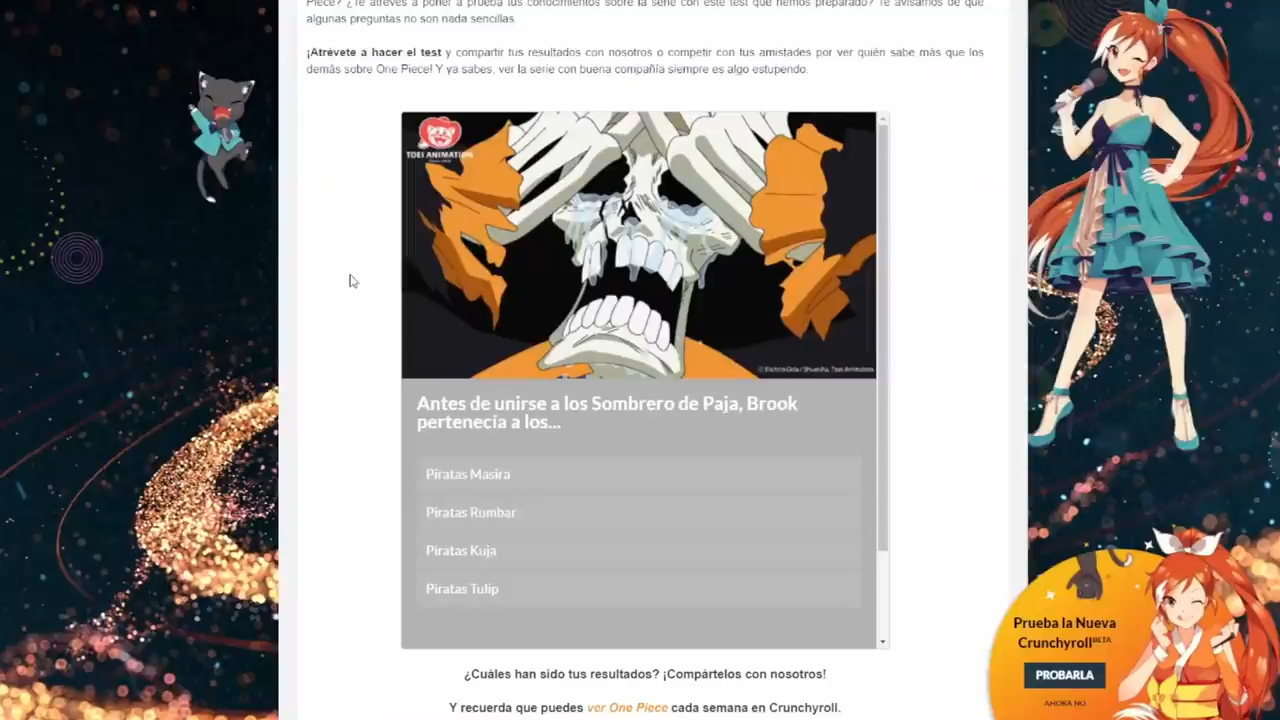 Piece? ¿Te atreves a poner a prueba tus conocimientos sobre la serie con este test que hemos preparado? Te avisamos de que
algunas preguntas no son nada sencillas
¡Atrévete a hacer el test y compartir tus resultados con nosotros o competir con tus amistades por ver quién sabe más que los
demás sobre One Piece! Y ya sabes, ver la serie con buena compañía siempre es algo estupendo.
TOEI ANIMATION
© Eiichiro Oda / Shueisha, Toei Animation
Antes de unirse a los Sombrero de Paja, Brook
pertenecía a los...
Piratas Masira
Piratas Rumbar
Piratas Kuja
Piratas Tulip
¿Cuáles han sido tus resultados? ¡Compártelos con nosotros!
Y recuerda que puedes ver One Piece cada semana en Crunchyroll.
Prueba la Nueva
Crunchyroll BETA
PROBARLA
AHORA NO